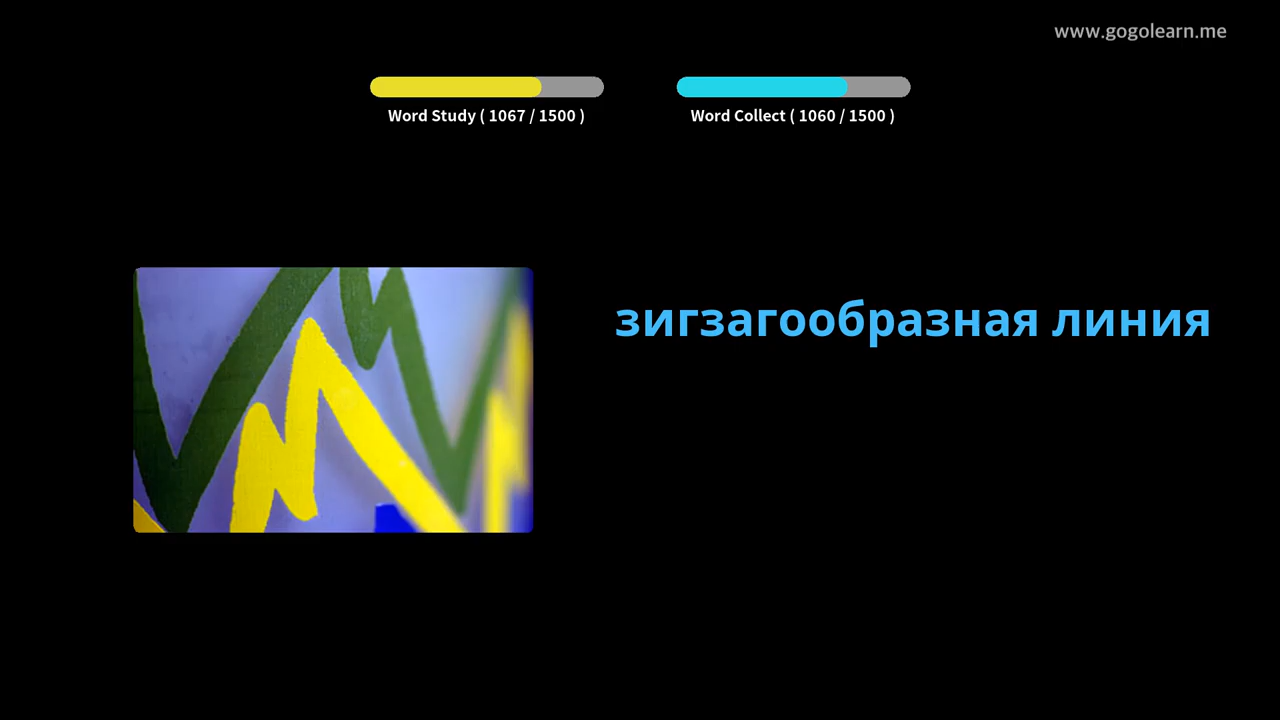 www.gogolearn.me
Word Study ( 1067 / 1500 )
Word Collect ( 1060 / 1500 )
зигзагообразная линия